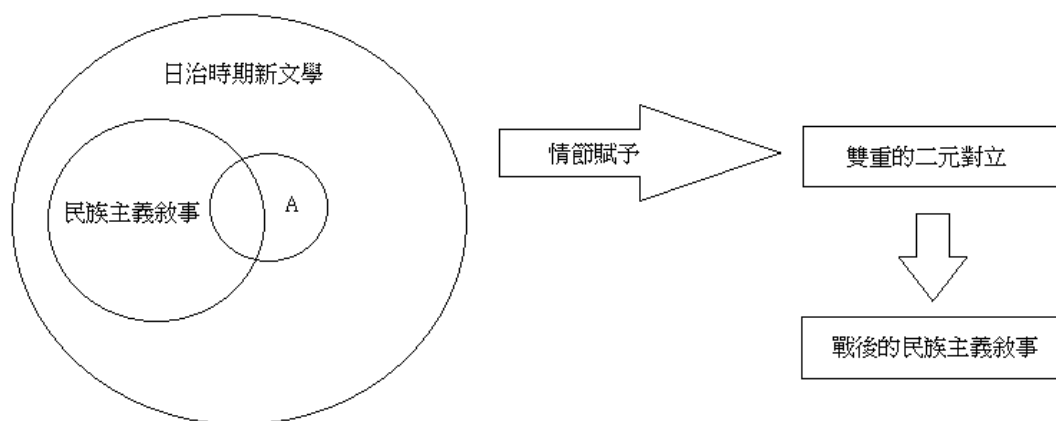 日治時期新文學
民族主義敘事
A
情節賦予
雙重的二元對立
戰後的民族主義敘事